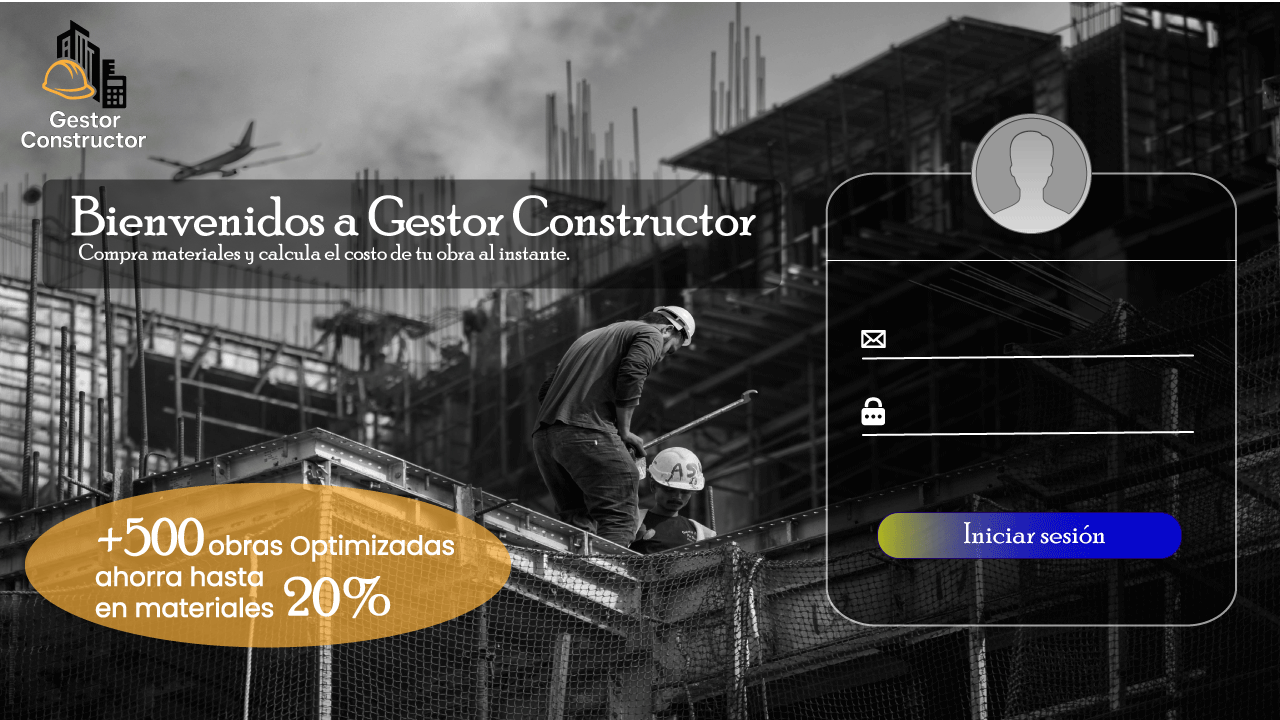 Gestor
Constructor
Bienvenidos a Gestor Constructor
Compra materiales y calcula el costo de tu obra al instante.
AS
+500 obras Optimizadas
ahorra hasta
en materiales 20%
Iniciar sesión